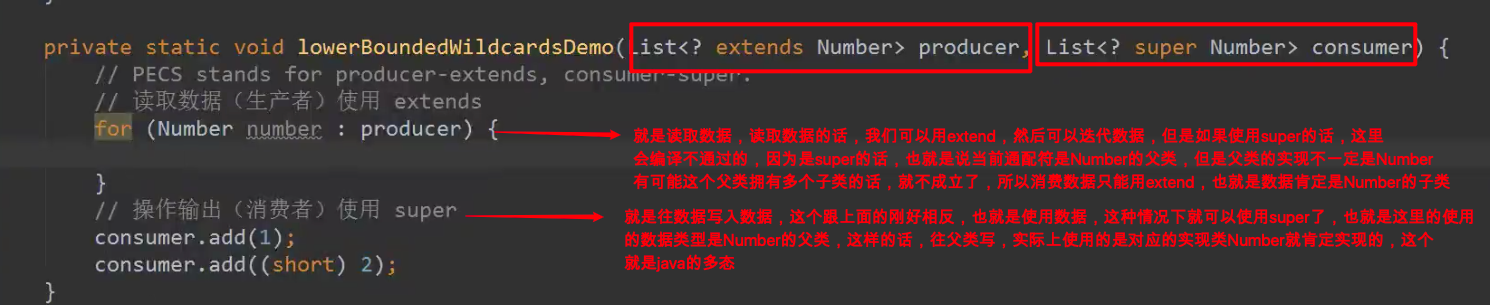 }
private static void lowerBoundedWildcardsDemo(List<? extends Number> producer, List<? super Number> consumer) {
// PECS stands for producer-extends, consumer-super.
// 读取数据（生产者）使用 extends
for (Number number : producer) {
就是读取数据，读取数据的话，我们可以用extend，然后可以迭代数据，但是如果使用super的话，这里
会编译不通过的，因为是super的话，也就是说当前通配符是Number的父类，但是父类的实现不一定是Number
有可能这个父类拥有多个子类的话，就不成立了，所以消费数据只能用extend，也就是数据肯定是Number的子类
}
// 操作输出（消费者）使用 super
就是往数据写入数据，这个跟上面的刚好相反，也就是使用数据，这种情况下就可以使用super了，也就是这里的使用
的数据类型是Number的父类，这样的话，往父类写，实际上使用的是对应的实现类Number就肯定实现的，这个
就是java的多态
consumer.add(1);
consumer.add((short) 2);
}